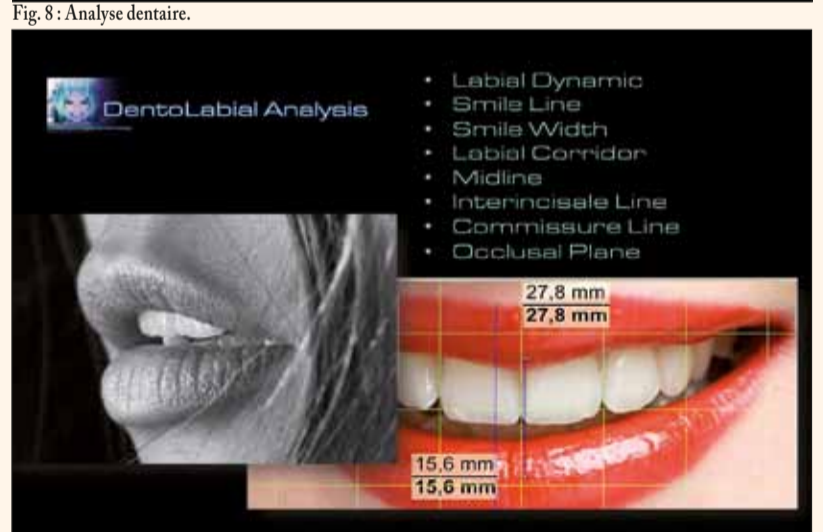 Fig. 8 : Analyse dentaire.
DentoLabial Analysis
• Labial Dynamic
• Smile Line
• Smile Width
• Labial Corridor
• Midline
• Interincisale Line
• Commissure Line
• Occlusal Plane
27,8 mm
27,8 mm
15,6 mm
15,6 mm